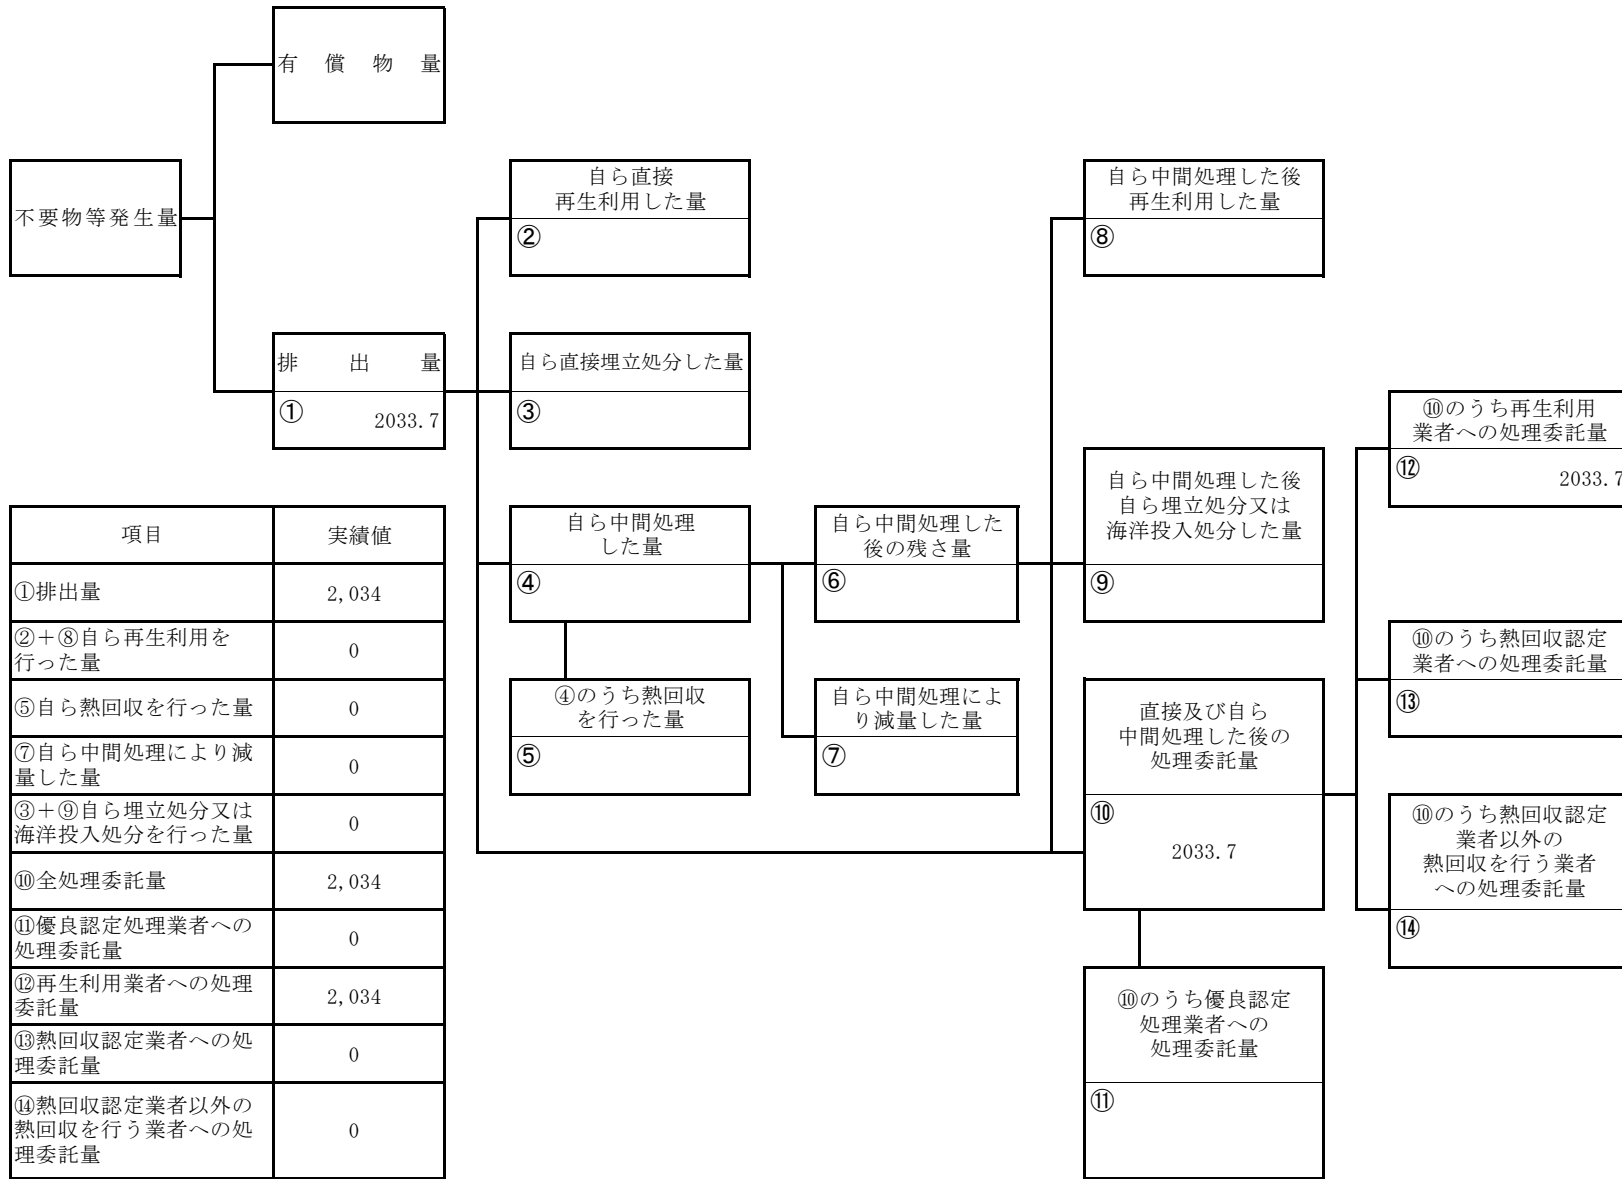 有償物量
不要物等発生量
排出量
① 2033.7
自ら直接
再生利用した量
②
自ら直接埋立処分した量
③
自ら中間処理
した量
④
④のうち熱回収
を行った量
⑤
自ら中間処理した
後の残さ量
⑥
自ら中間処理によ
り減量した量
⑦
自ら中間処理した後
再生利用した量
⑧
自ら中間処理した後
自ら埋立処分又は
海洋投入処分した量
⑨
直接及び自ら
中間処理した後の
処理委託量
⑩
2033.7
⑩のうち優良認定
処理業者への
処理委託量
⑪
⑩のうち再生利用
業者への処理委託量
⑫ 2033.7
⑩のうち熱回収認定
業者への処理委託量
⑬
⑩のうち熱回収認定
業者以外の
熱回収を行う業者
への処理委託量
⑭
項目 実績値
①排出量 2,034
②+⑧自ら再生利用を
行った量 0
⑤自ら熱回収を行った量 0
⑦自ら中間処理により減
量した量 0
③+⑨自ら埋立処分又は
海洋投入処分を行った量 0
⑩全処理委託量 2,034
⑪優良認定処理業者への
処理委託量 0
⑫再生利用業者への処理
委託量 2,034
⑬熱回収認定業者への処
理委託量 0
⑭熱回収認定業者以外の
熱回収を行う業者への処
理委託量 0